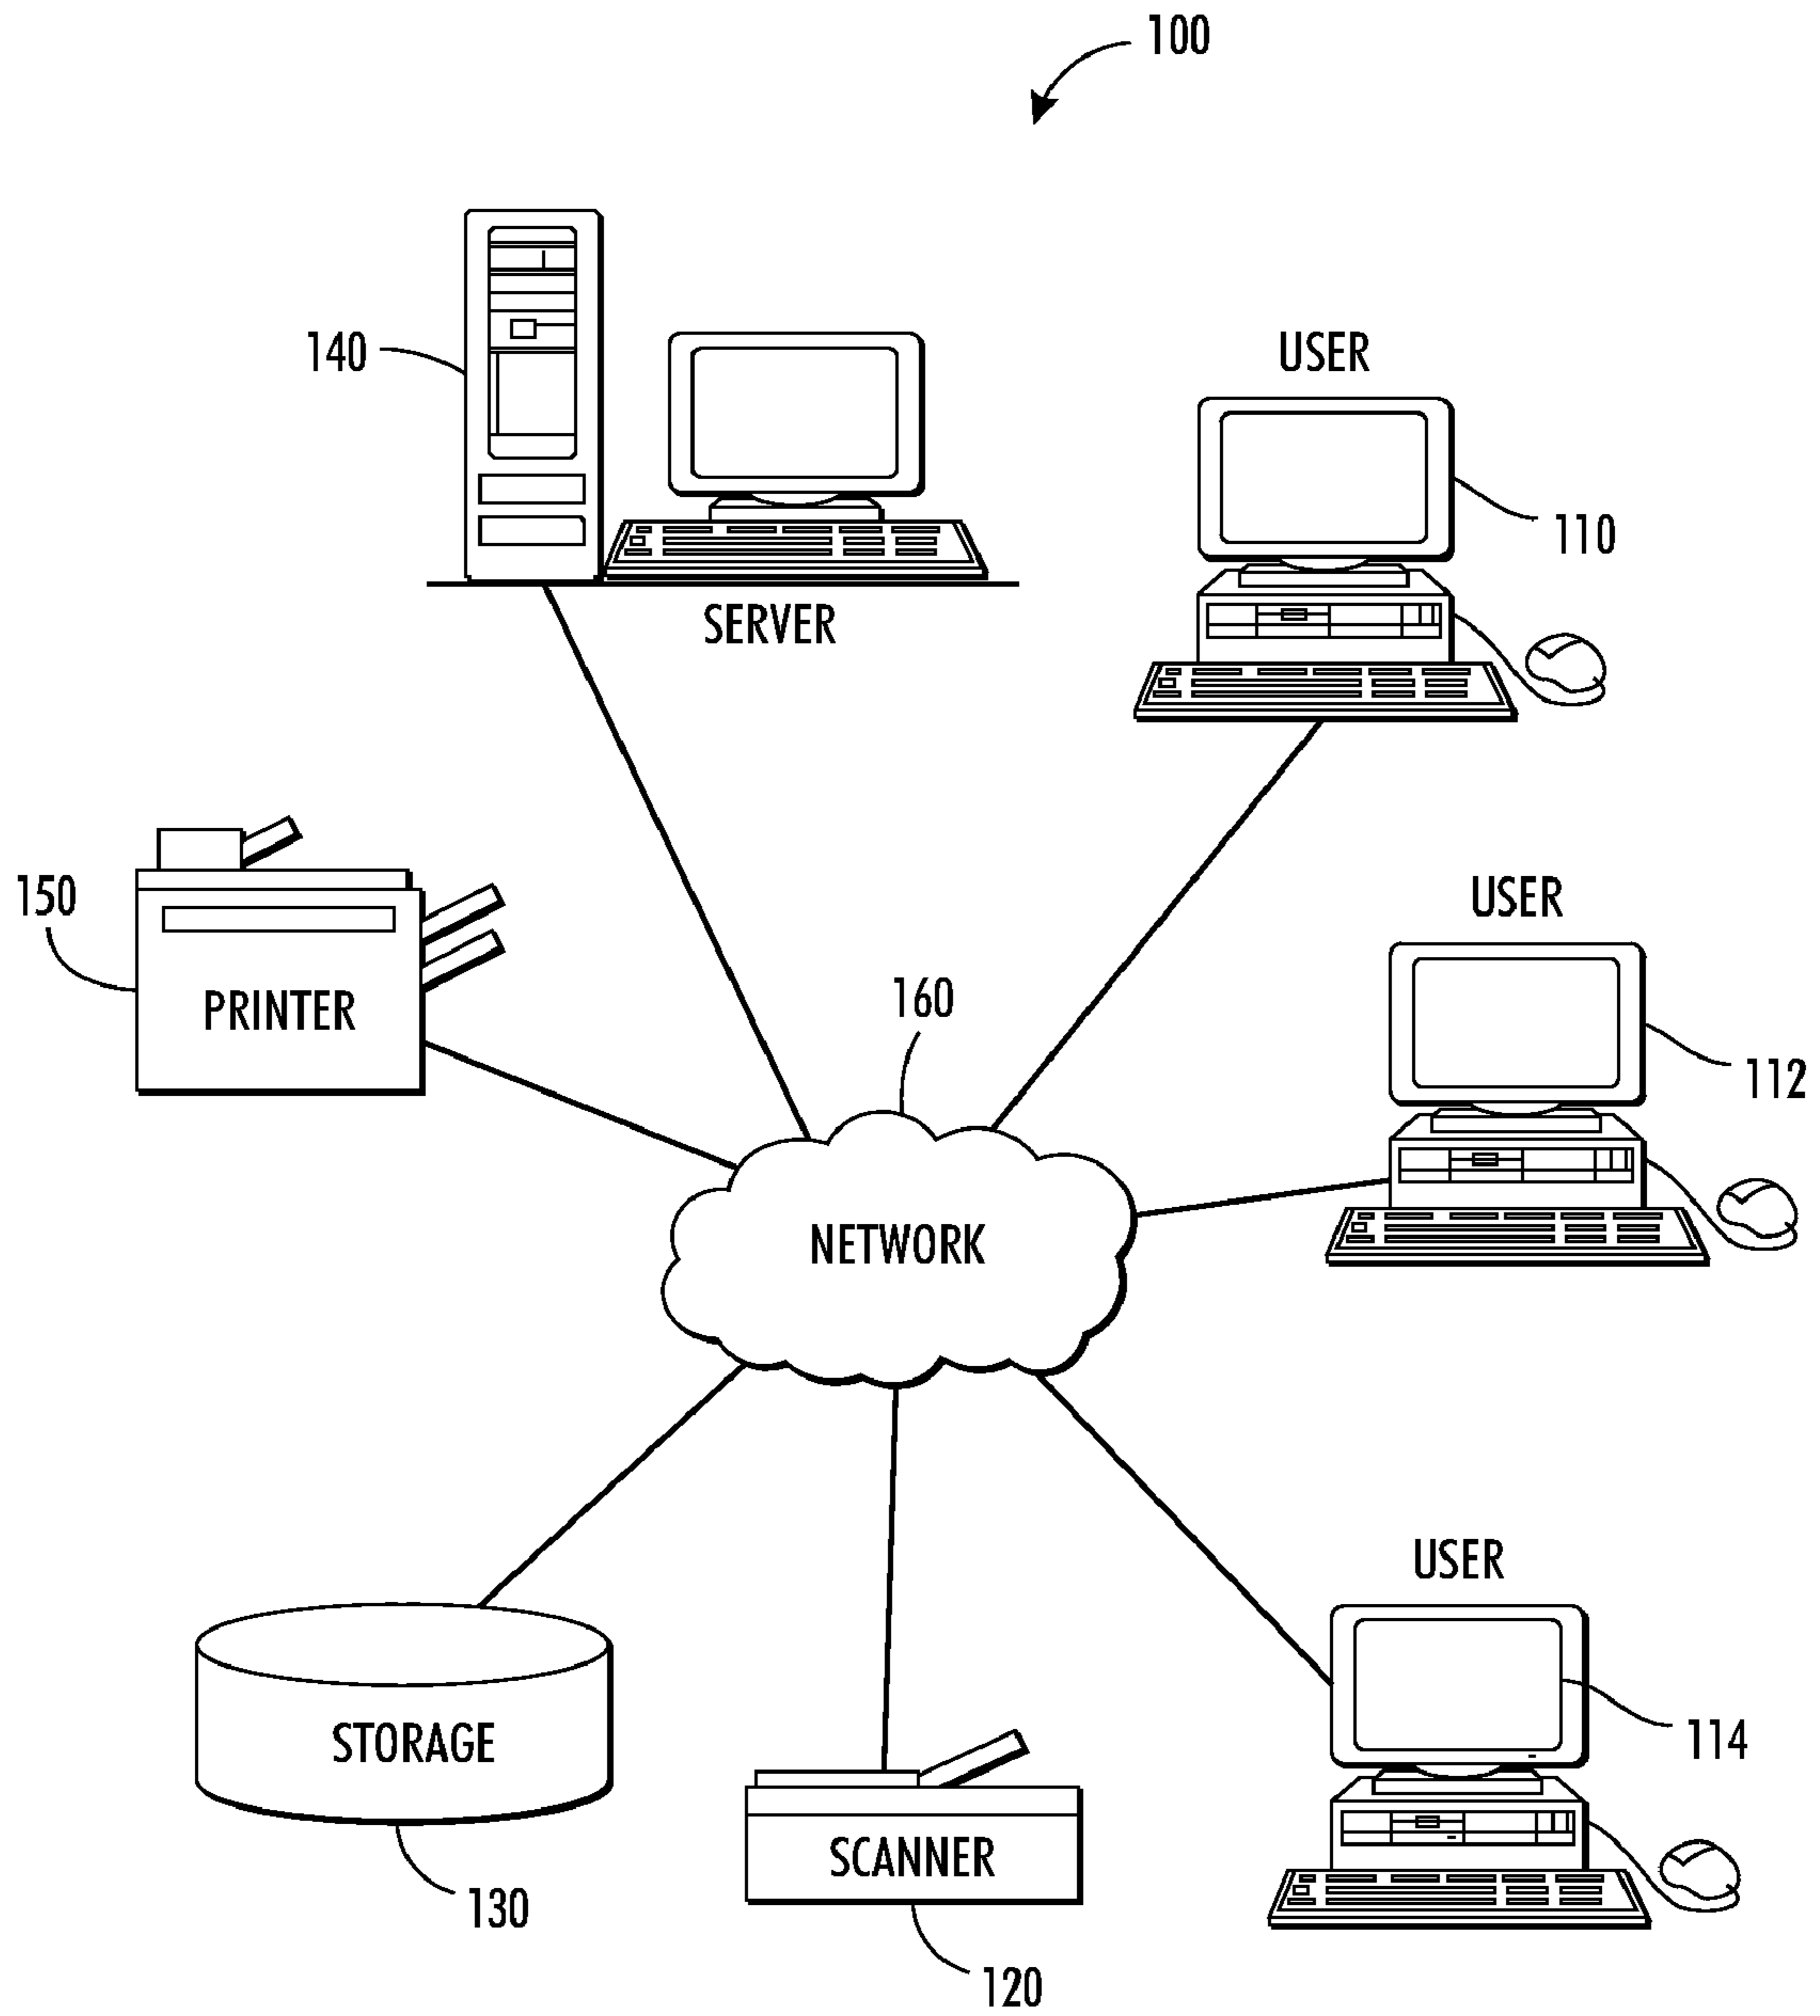 100
140
USER
110
SERVER
150
PRINTER
USER
160
112
NETWORK
USER
STORAGE
114
SCANNER
130
120